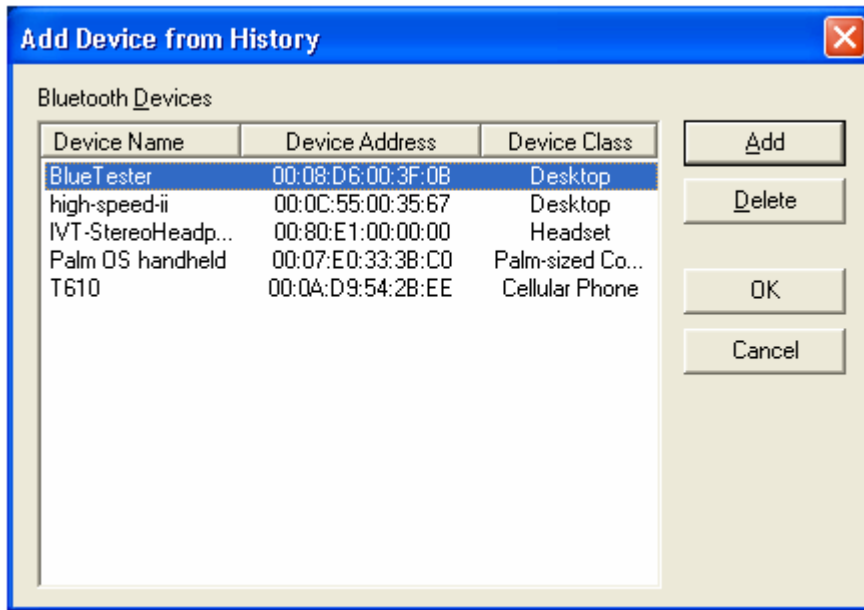 Add Device from History
Bluetooth Devices
Device Name Device Address Device Class
BlueTester 00:08:D6:00:3F:0B Desktop
high-speed-ii 00:0C:55:00:35:67 Desktop
IVT-StereoHeadp... 00:80:E1:00:00:00 Headset
Palm OS handheld 00:07:E0:33:3B:C0 Palm-sized Co...
T610 00:0A:D9:54:2B:EE Cellular Phone
Add
Delete
OK
Cancel